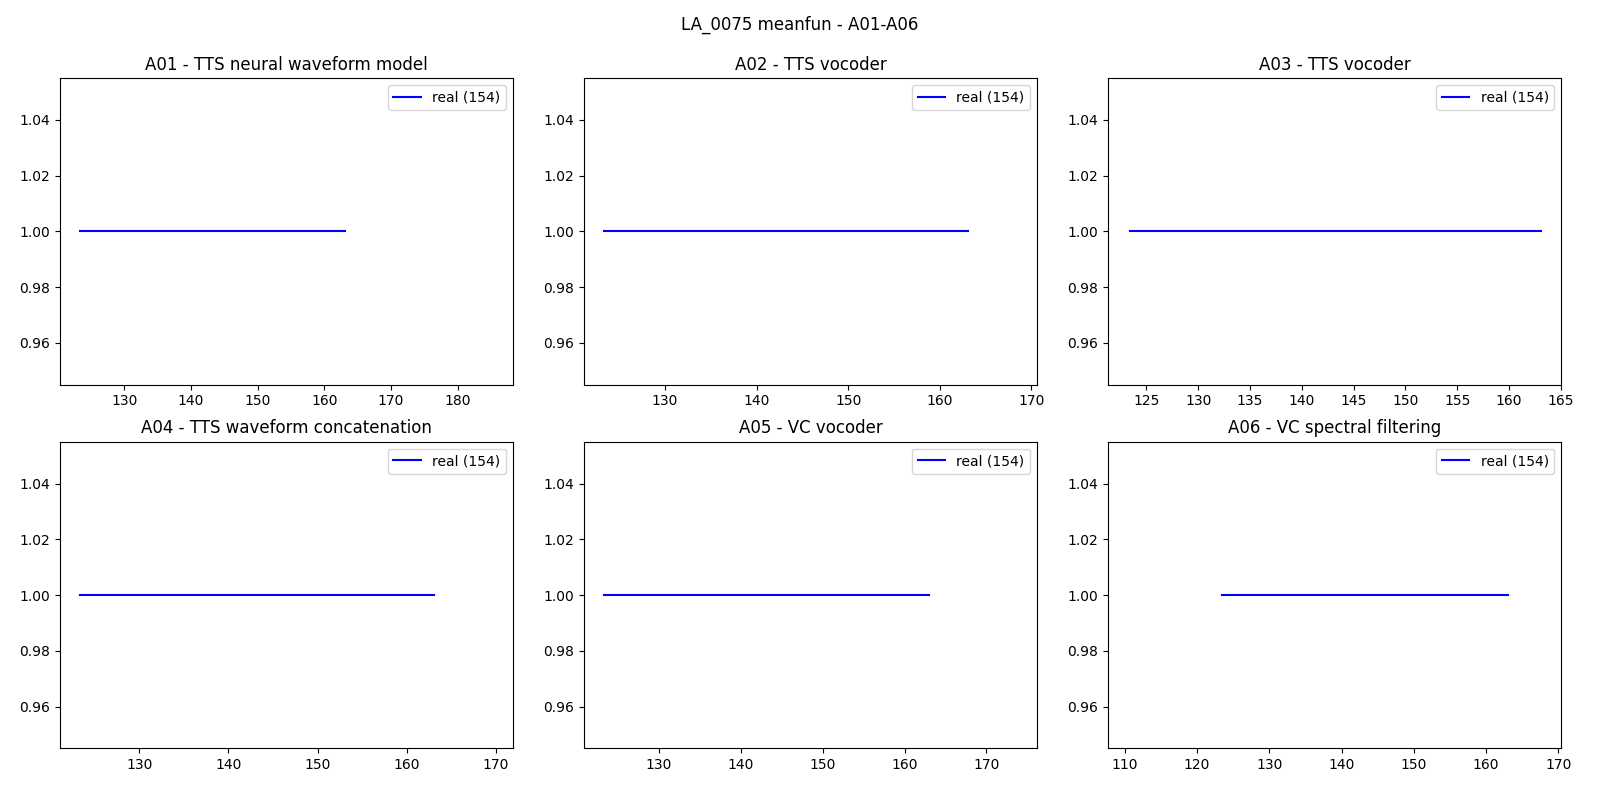 LA_0075 meanfun - A01-A06
A01 - TTS neural waveform model
real (154)
1.04
1.02
1.00
0.98
0.96
130 140 150 160 170 180
A02 - TTS vocoder
real (154)
1.04
1.02
1.00
0.98
0.96
130 140 150 160 170
A03 - TTS vocoder
real (154)
1.04
1.02
1.00
0.98
0.96
125 130 135 140 145 150 155 160 165
A04 - TTS waveform concatenation
real (154)
1.04
1.02
1.00
0.98
0.96
130 140 150 160 170
A05 - VC vocoder
real (154)
1.04
1.02
1.00
0.98
0.96
130 140 150 160 170
A06 - VC spectral filtering
real (154)
1.04
1.02
1.00
0.98
0.96
110 120 130 140 150 160 170